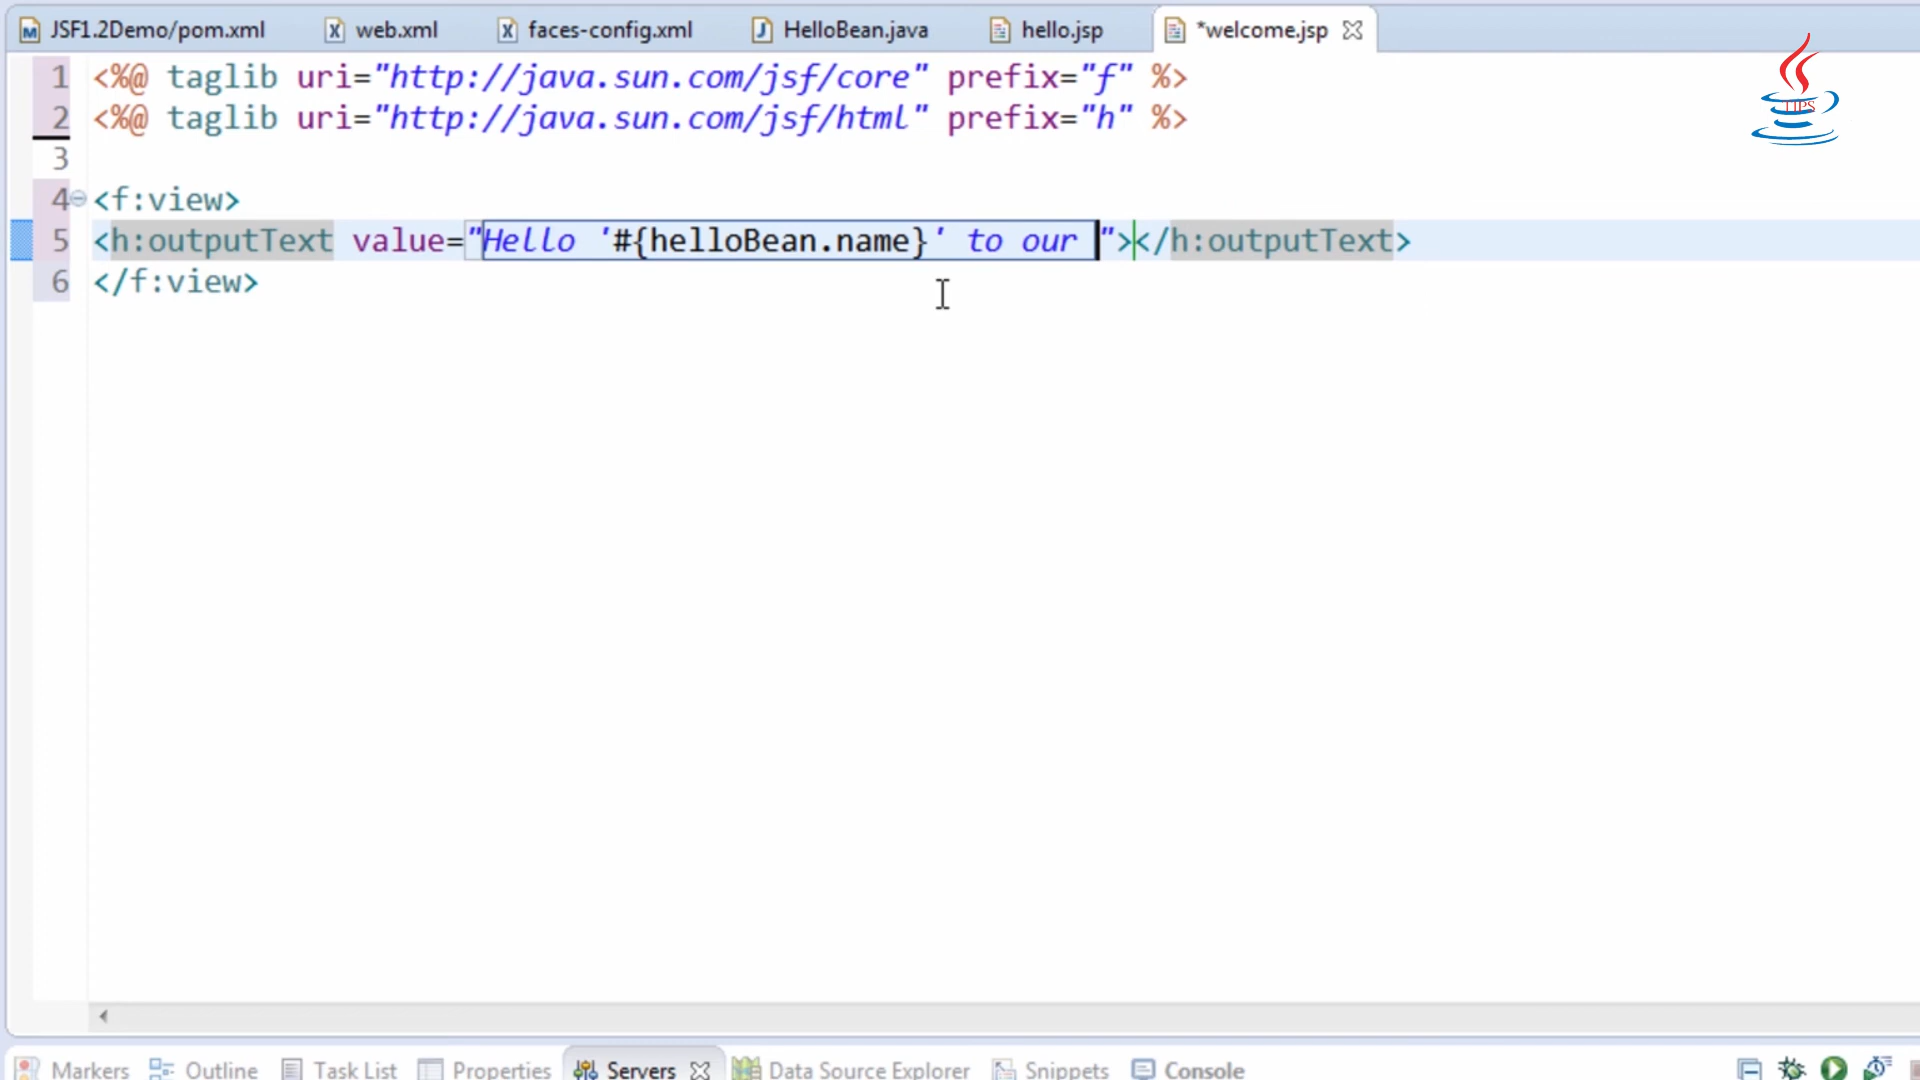 JSF1.2Demo/pom.xml web.xml faces-config.xml HelloBean.java hello.jsp *welcome.jsp
TIPS
1 <%@ taglib uri="http://java.sun.com/jsf/core" prefix="f" %>
2 <%@ taglib uri="http://java.sun.com/jsf/html" prefix="h" %>
3
4 <f:view>
5 <h:outputText value="Hello '#{helloBean.name}' to our "></h:outputText>
6 </f:view>
Markers Outline Task List Properties Servers Data Source Explorer Snippets Console